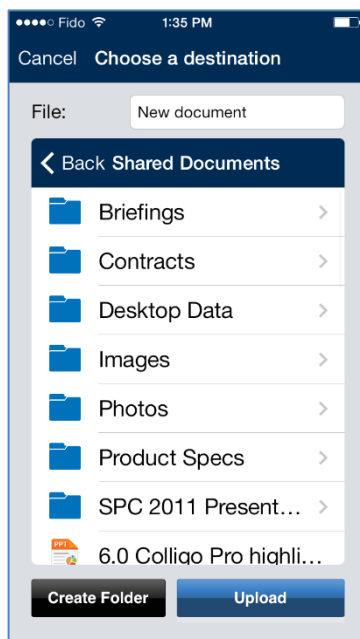 Fido 1:35 PM
Cancel Choose a destination
File: New document
Back Shared Documents
Briefings
Contracts
Desktop Data
Images
Photos
Product Specs
SPC 2011 Present...
PPT 6.0 Colligo Pro highli...
Create Folder Upload